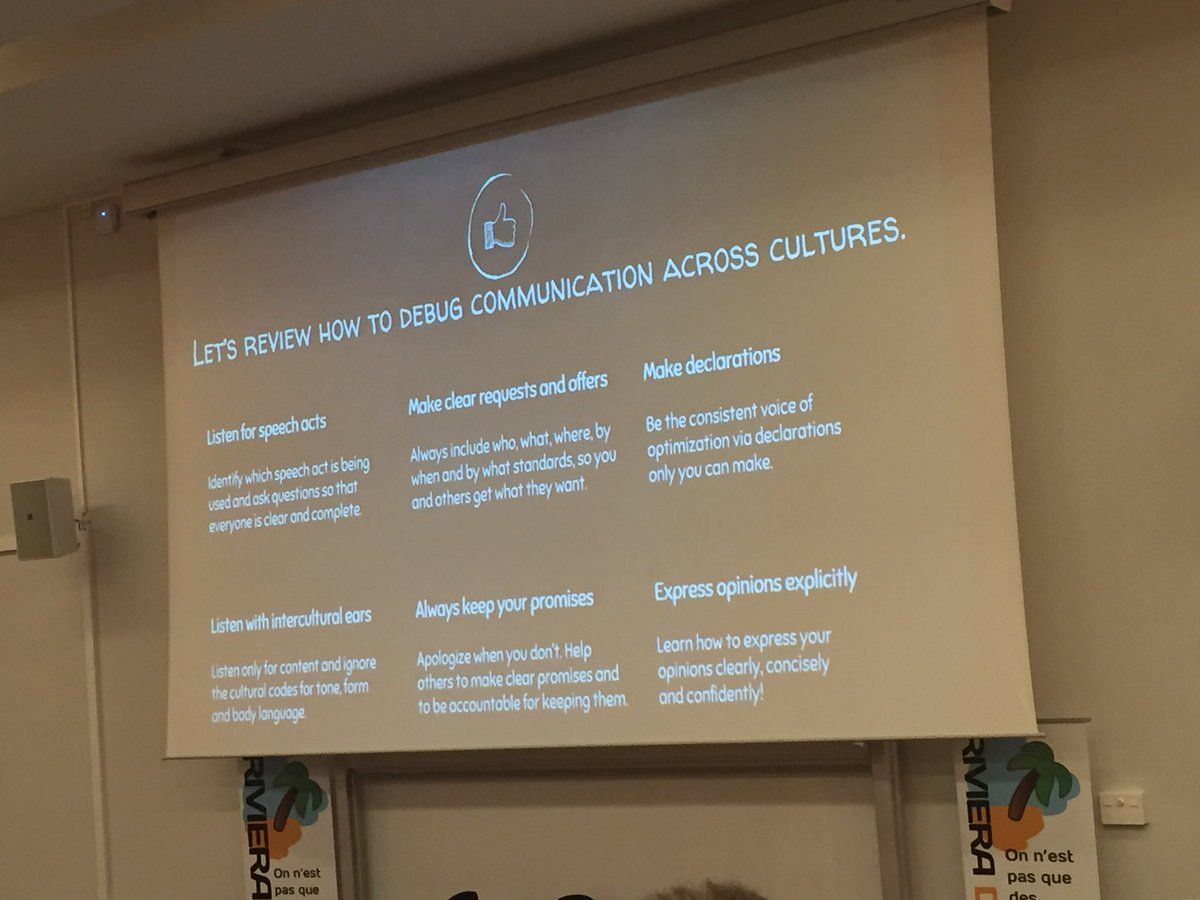 LET'S REVIEW HOW TO DEBUG COMMUNICATION ACROSS CULTURES.
Listen for speech acts
Identify which speech act is being
used and ask questions so that
everyone is clear and complete.
Make clear requests and offers
Always include who, what, where, by
when and by what standards, so you
and others get what they want.
Make declarations
Be the consistent voice of
optimization via declarations
only you can make.
Listen with intercultural ears
Listen only for content and ignore
the cultural codes for tone, form
and body language.
Always keep your promises
Apologize when you don't. Help
others to make clear promises and
to be accountable for keeping them.
Express opinions explicitly
Learn how to express your
opinions clearly, concisely
and confidently!
RIVIERA
On n'est
pas que
RIVIERA
On n'est
pas que
des